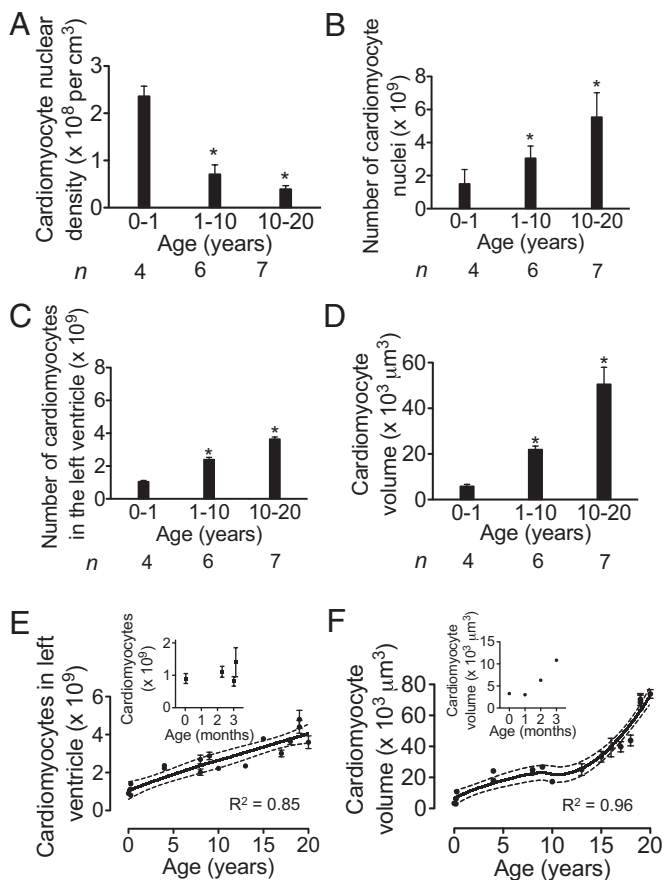 A
Cardiomyocyte nuclear
density (x 10⁸ per cm³)
3
2
1
0
*
*
0-1 1-10 10-20
Age (years)
n 4 6 7
B
Number of cardiomyocyte
nuclei (x 10⁹)
8
6
4
2
0
*
*
0-1 1-10 10-20
Age (years)
n 4 6 7
C
Number of cardiomyocytes
in the left ventricle (x 10⁹)
8
6
4
2
0
*
*
0-1 1-10 10-20
Age (years)
n 4 6 7
D
Cardiomyocyte
volume (x 10³ μm³)
60
40
20
0
*
*
0-1 1-10 10-20
Age (years)
n 4 6 7
E
Cardiomyocytes in left
ventricle (x 10⁹)
6
4
2
0
Cardiomyocytes
(x 10⁹)
2
1
0
0 1 2 3
Age (months)
R² = 0.85
0 5 10 15 20
Age (years)
F
Cardiomyocyte
volume (x 10³ μm³)
80
60
40
20
0
Cardiomyocyte
volume (x 10³ μm³)
15
10
5
0
0 1 2 3
Age (months)
R² = 0.96
0 5 10 15 20
Age (years)